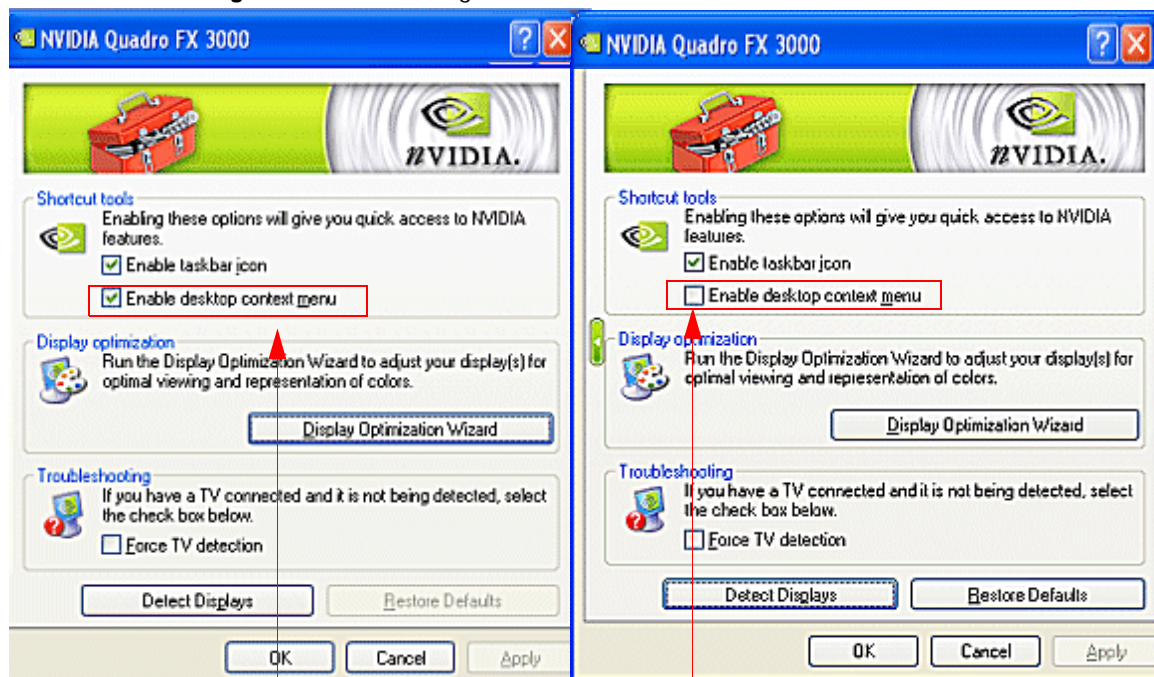 NVIDIA Quadro FX 3000
nVIDIA.
Shortcut tools
Enabling these options will give you quick access to NVIDIA
features.
Enable taskbar icon
Enable desktop context menu
Display optimization
Run the Display Optimization Wizard to adjust your display(s) for
optimal viewing and representation of colors.
Display Optimization Wizard
Troubleshooting
If you have a TV connected and it is not being detected, select
the check box below.
Force TV detection
Detect Displays
Restore Defaults
OK
Cancel
Apply
NVIDIA Quadro FX 3000
nVIDIA.
Shortcut tools
Enabling these options will give you quick access to NVIDIA
features.
Enable taskbar icon
Enable desktop context menu
Display optimization
Run the Display Optimization Wizard to adjust your display(s) for
optimal viewing and representation of colors.
Display Optimization Wizard
Troubleshooting
If you have a TV connected and it is not being detected, select
the check box below.
Force TV detection
Detect Displays
Restore Defaults
OK
Cancel
Apply